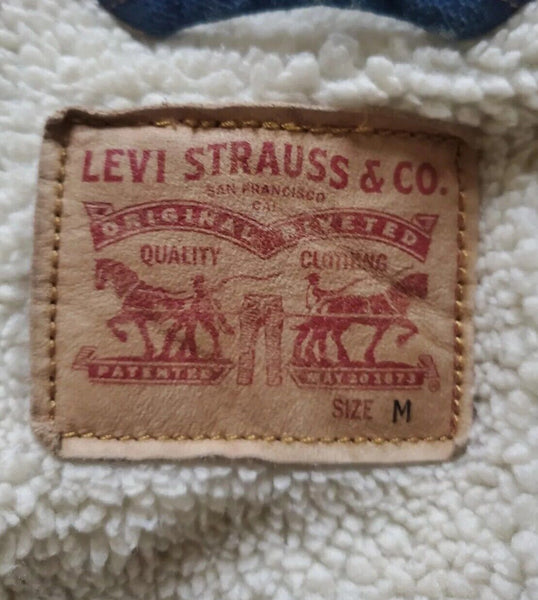 LEVI STRAUSS & CO.
SAN FRANCISCO
CAL
ORIGINAL RIVETED
QUALITY CLOTHING
PATENTED MAY 20 1873
®
SIZE M